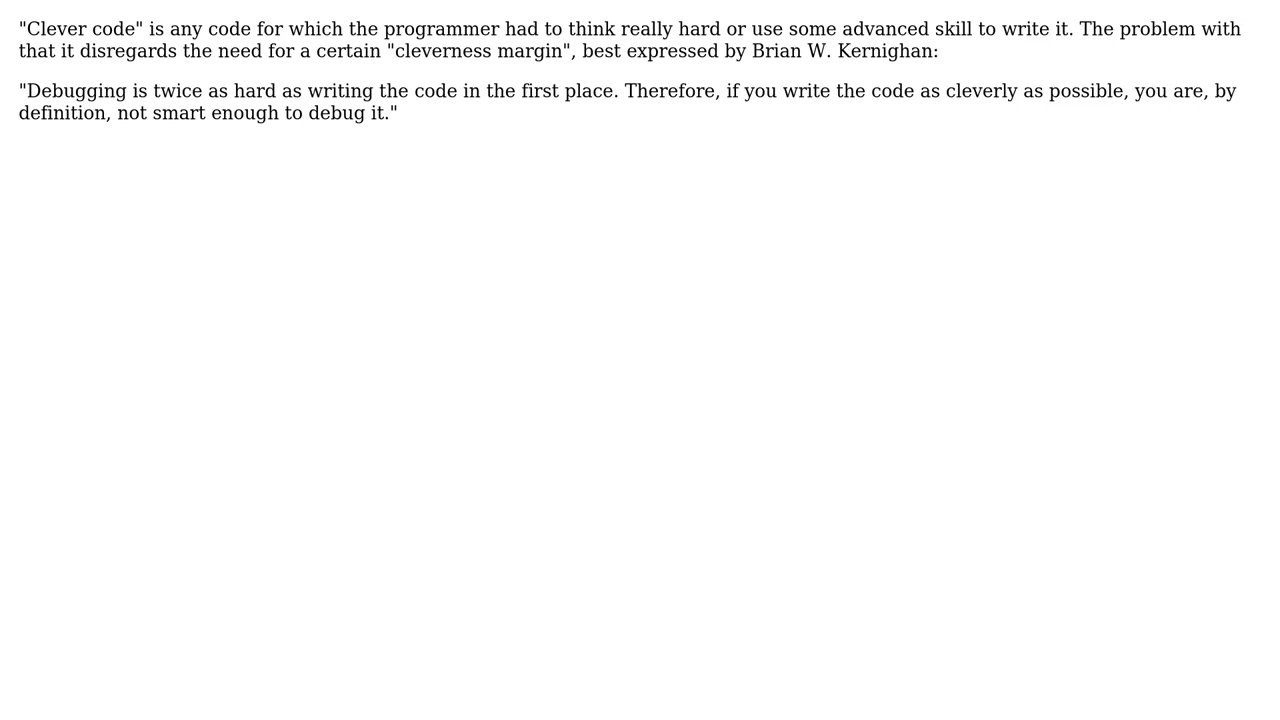 "Clever code" is any code for which the programmer had to think really hard or use some advanced skill to write it. The problem with
that it disregards the need for a certain "cleverness margin", best expressed by Brian W. Kernighan:
"Debugging is twice as hard as writing the code in the first place. Therefore, if you write the code as cleverly as possible, you are, by
definition, not smart enough to debug it."